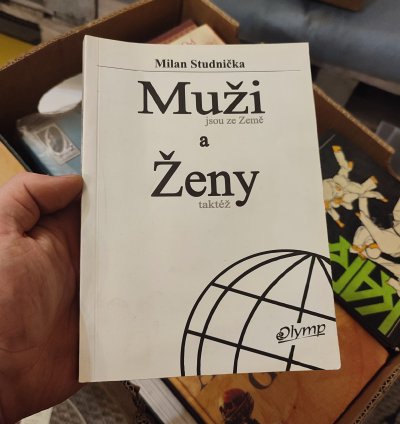 Milan Studnička
Muži
jsou ze Země
a
Ženy
taktéž
Olymp